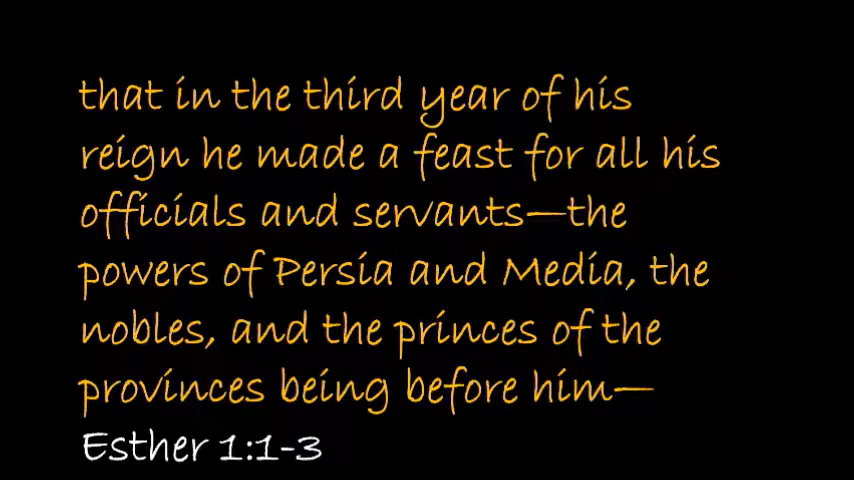 that in the third year of his
reign he made a feast for all his
officials and servants—the
powers of Persia and Media, the
nobles, and the princes of the
provinces being before him—
Esther 1:1-3